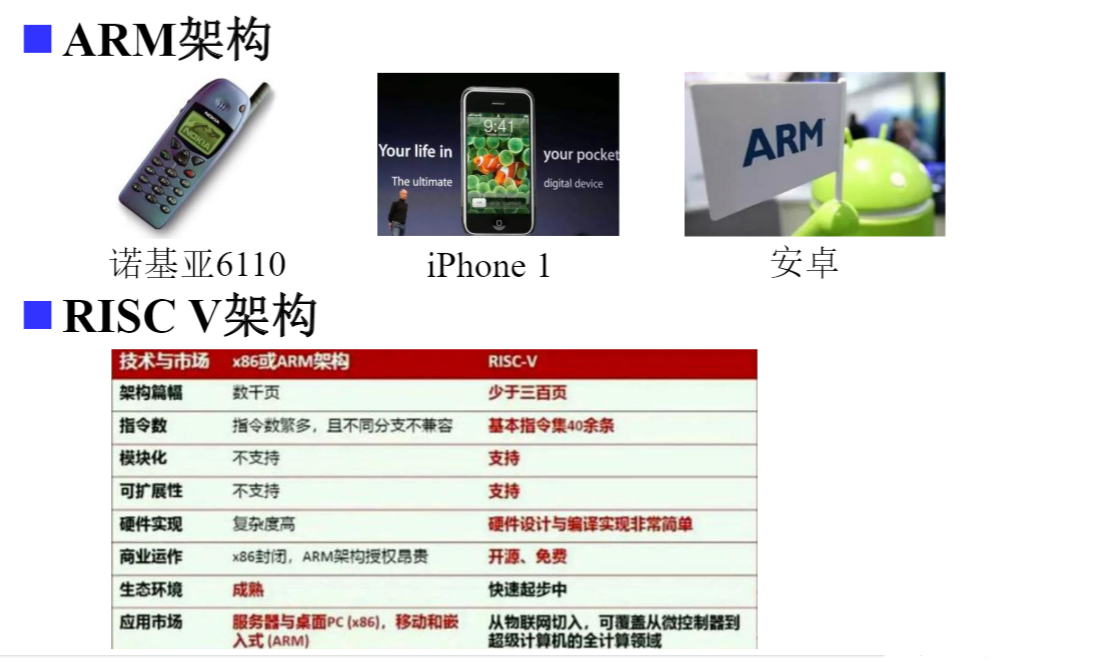 ARM架构
NOKIA
NOKIA
9:41
Your life in
your pocket
The ultimate
digital device
ARM
诺基亚6110
iPhone 1
安卓
RISC V架构
技术与市场 x86或ARM架构 RISC-V
架构篇幅 数千页 少于三百页
指令数 指令数繁多，且不同分支不兼容 基本指令集40余条
模块化 不支持 支持
可扩展性 不支持 支持
硬件实现 复杂度高 硬件设计与编译实现非常简单
商业运作 x86封闭，ARM架构授权昂贵 开源、免费
生态环境 成熟 快速起步中
应用市场 服务器与桌面PC (x86)，移动和嵌 从物联网切入，可覆盖从微控制器到
入式 (ARM) 超级计算机的全计算领域